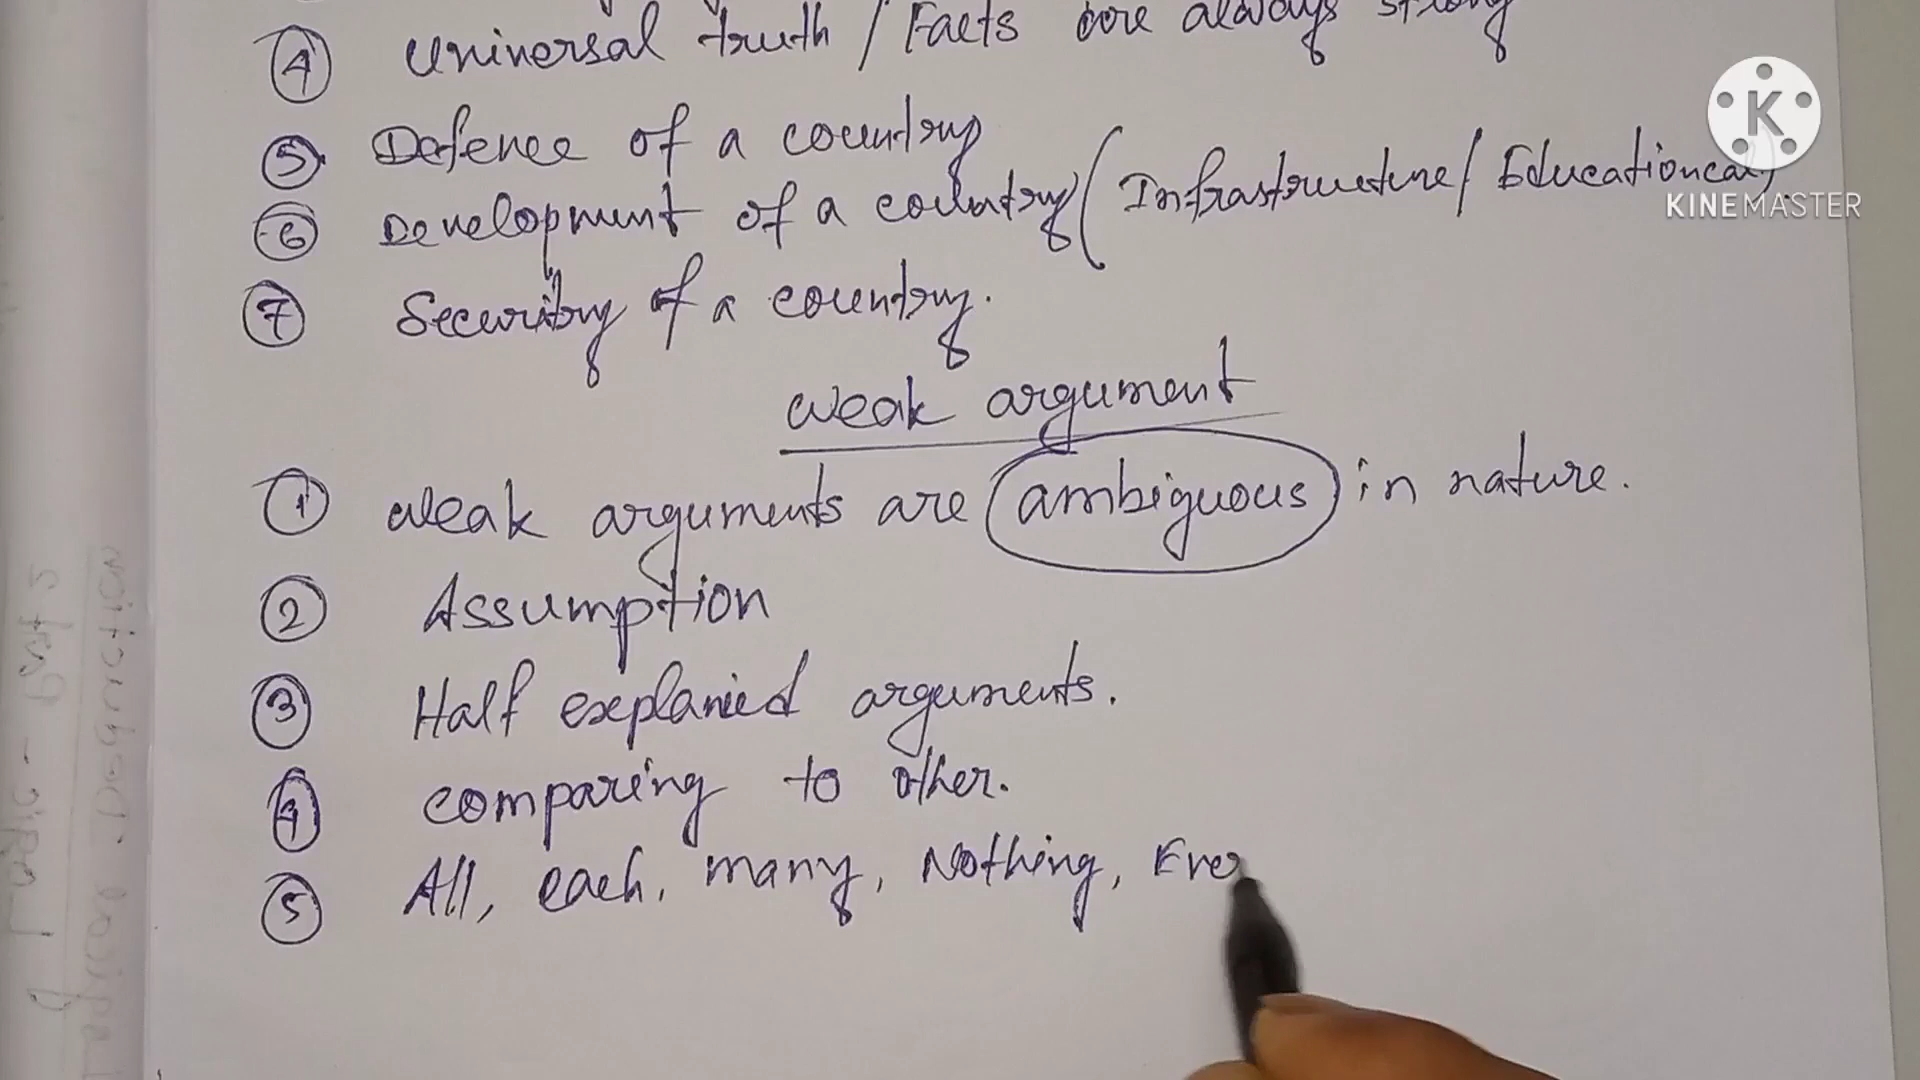 ④ Universal truth / Facts are always strong
⑤ Defence of a country
⑥ Development of a country (Infrastructure / Educational)
⑦ Security of a country.
weak argument
① weak arguments are ambiguous in nature.
② Assumption
③ Half explanied arguments.
④ comparing to other.
⑤ All, each, many, Nothing, Eve
K
KINEMASTER